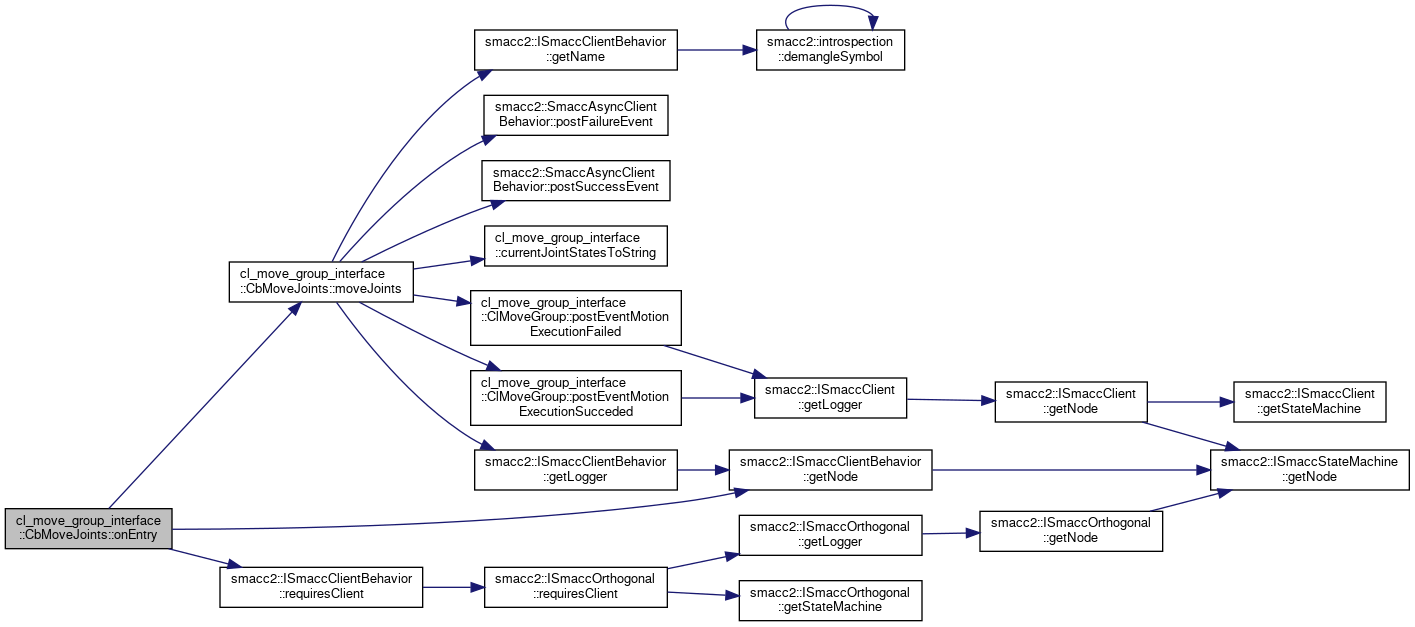 smacc2::ISmaccClientBehavior
::getName
smacc2::introspection
::demangleSymbol
smacc2::SmaccAsyncClient
Behavior::postFailureEvent
smacc2::SmaccAsyncClient
Behavior::postSuccessEvent
cl_move_group_interface
::currentJointStatesToString
cl_move_group_interface
::CbMoveJoints::moveJoints
cl_move_group_interface
::ClMoveGroup::postEventMotion
ExecutionFailed
cl_move_group_interface
::ClMoveGroup::postEventMotion
ExecutionSucceded
smacc2::ISmaccClient
::getLogger
smacc2::ISmaccClient
::getNode
smacc2::ISmaccClient
::getStateMachine
smacc2::ISmaccClientBehavior
::getLogger
smacc2::ISmaccClientBehavior
::getNode
smacc2::ISmaccStateMachine
::getNode
cl_move_group_interface
::CbMoveJoints::onEntry
smacc2::ISmaccOrthogonal
::getLogger
smacc2::ISmaccOrthogonal
::getNode
smacc2::ISmaccClientBehavior
::requiresClient
smacc2::ISmaccOrthogonal
::requiresClient
smacc2::ISmaccOrthogonal
::getStateMachine